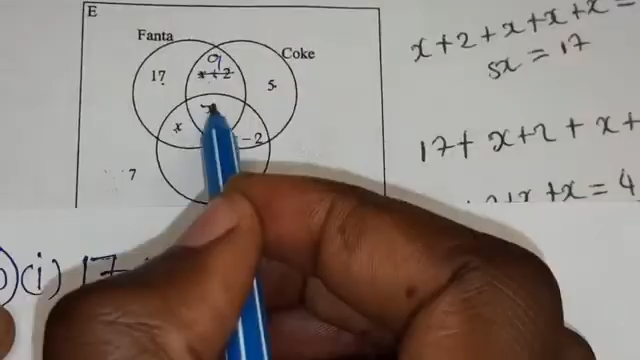 E
Fanta
Coke
9
17
x + 2
5
x
-2
7
x + 2 + x + x + x =
5x = 17
17 + x + 2 + x +
+ x + x = 4
(i) 17